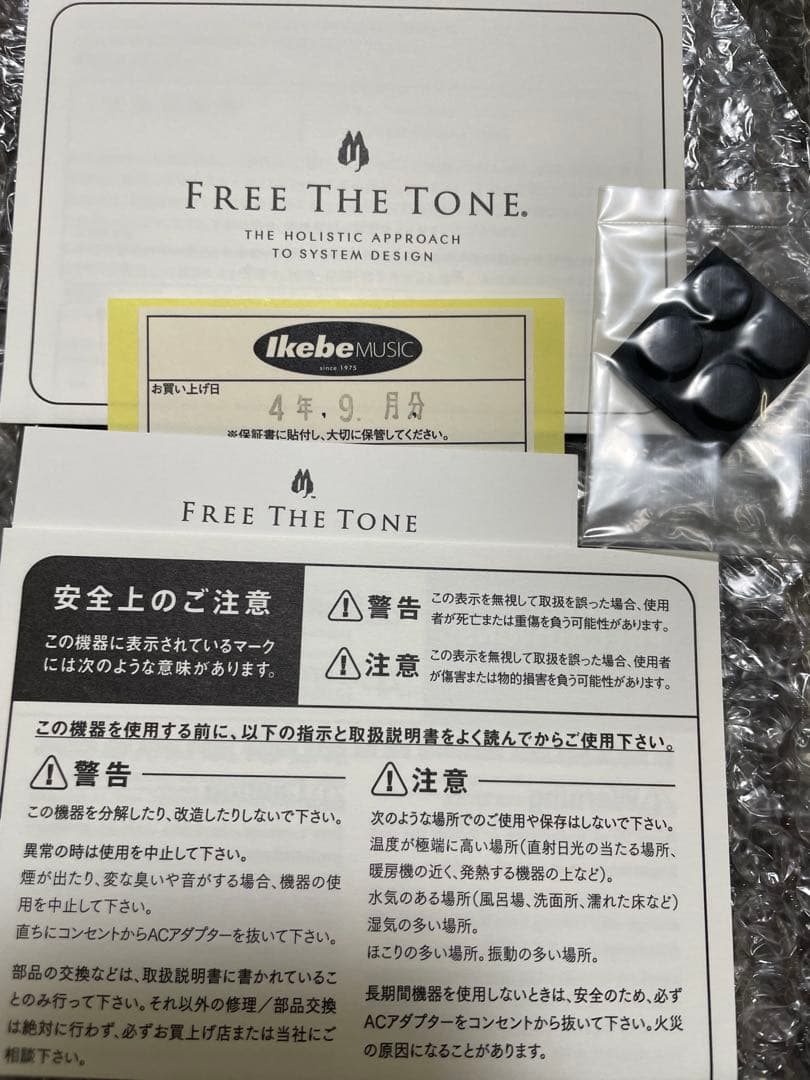 FREE THE TONE®
THE HOLISTIC APPROACH
TO SYSTEM DESIGN
Ikebe MUSIC
since 1975
お買い上げ日
4年,9.月分
※保証書に貼付し、大切に保管してください。
FREE THE TONE
安全上のご注意
この機器に表示されているマーク
には次のような意味があります。
警告
この表示を無視して取扱を誤った場合、使用
者が死亡または重傷を負う可能性があります。
注意
この表示を無視して取扱を誤った場合、使用者
が傷害または物的損害を負う可能性があります。
この機器を使用する前に、以下の指示と取扱説明書をよく読んでからご使用下さい。
警告
この機器を分解したり、改造したりしないで下さい。
異常の時は使用を中止して下さい。
煙が出たり、変な臭いや音がする場合、機器の使
用を中止して下さい。
直ちにコンセントからACアダプターを抜いて下さい。
部品の交換などは、取扱説明書に書かれているこ
とのみ行って下さい。それ以外の修理/部品交換
は絶対に行わず、必ずお買上げ店または当社にご
相談下さい。
注意
次のような場所でのご使用や保存はしないで下さい。
温度が極端に高い場所(直射日光の当たる場所、
暖房機の近く、発熱する機器の上など)。
水気のある場所(風呂場、洗面所、濡れた床など)
湿気の多い場所。
ほこりの多い場所。振動の多い場所。
長期間機器を使用しないときは、安全のため、必ず
ACアダプターをコンセントから抜いて下さい。火災
の原因になることがあります。